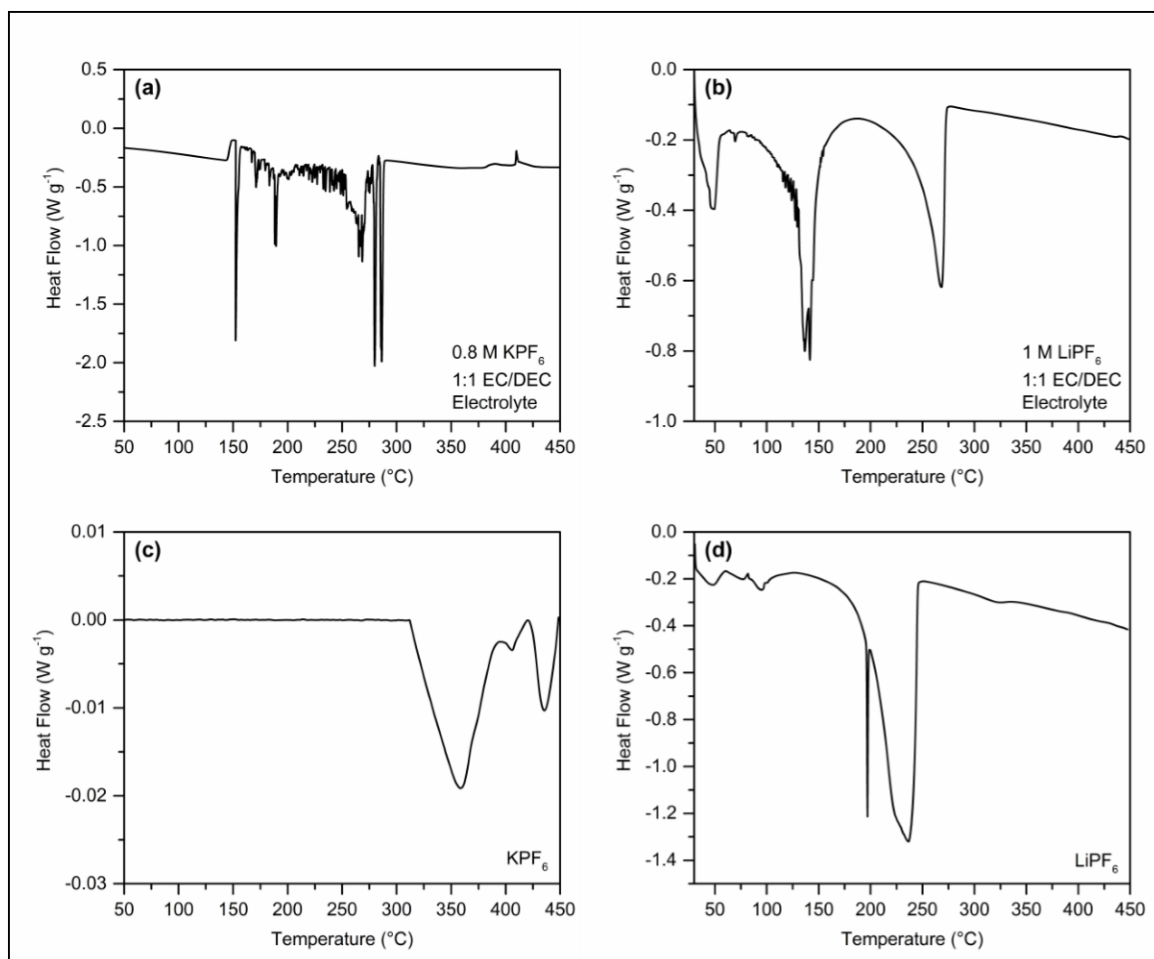 (a)
0.5
0.0
-0.5
-1.0
-1.5
-2.0
-2.5
Heat Flow (W g⁻¹)
0.8 M KPF₆
1:1 EC/DEC
Electrolyte
50 100 150 200 250 300 350 400 450
Temperature (°C)
(b)
0.0
-0.2
-0.4
-0.6
-0.8
-1.0
Heat Flow (W g⁻¹)
1 M LiPF₆
1:1 EC/DEC
Electrolyte
50 100 150 200 250 300 350 400 450
Temperature (°C)
(c)
0.01
0.00
-0.01
-0.02
-0.03
Heat Flow (W g⁻¹)
KPF₆
50 100 150 200 250 300 350 400 450
Temperature (°C)
(d)
0.0
-0.2
-0.4
-0.6
-0.8
-1.0
-1.2
-1.4
Heat Flow (W g⁻¹)
LiPF₆
50 100 150 200 250 300 350 400 450
Temperature (°C)